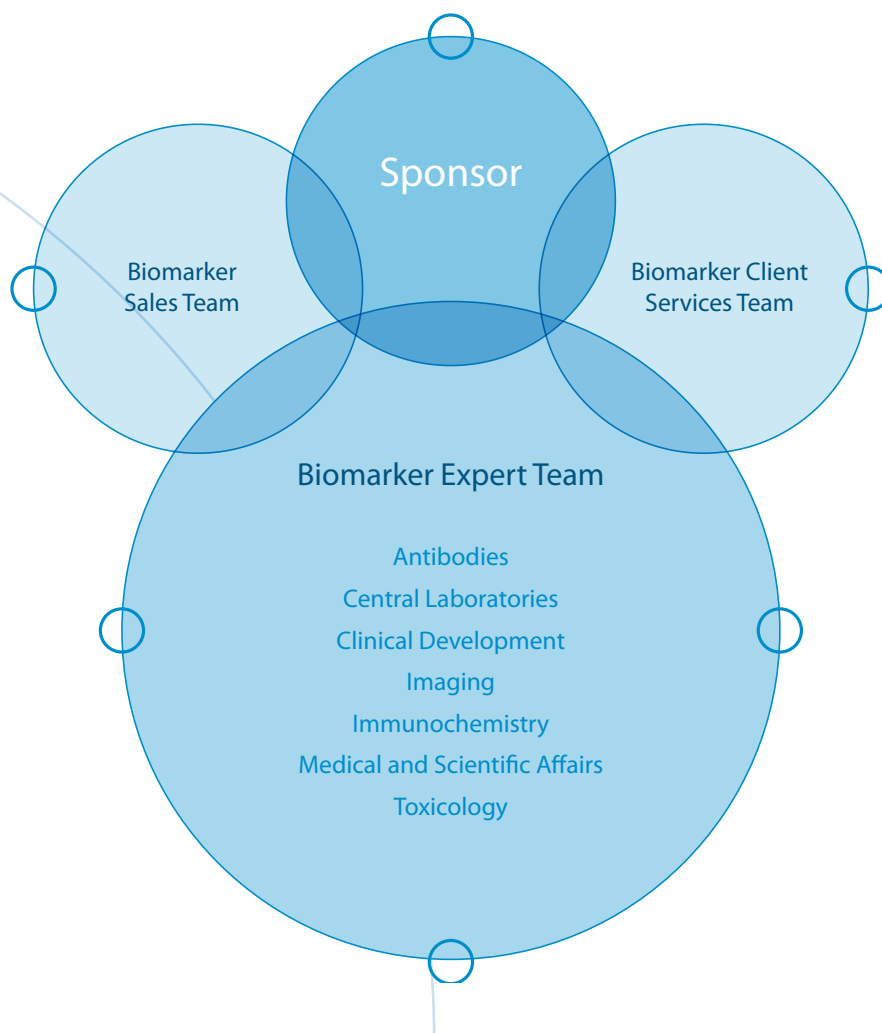 Sponsor
Biomarker
Sales Team
Biomarker Client
Services Team
Biomarker Expert Team
Antibodies
Central Laboratories
Clinical Development
Imaging
Immunochemistry
Medical and Scientific Affairs
Toxicology